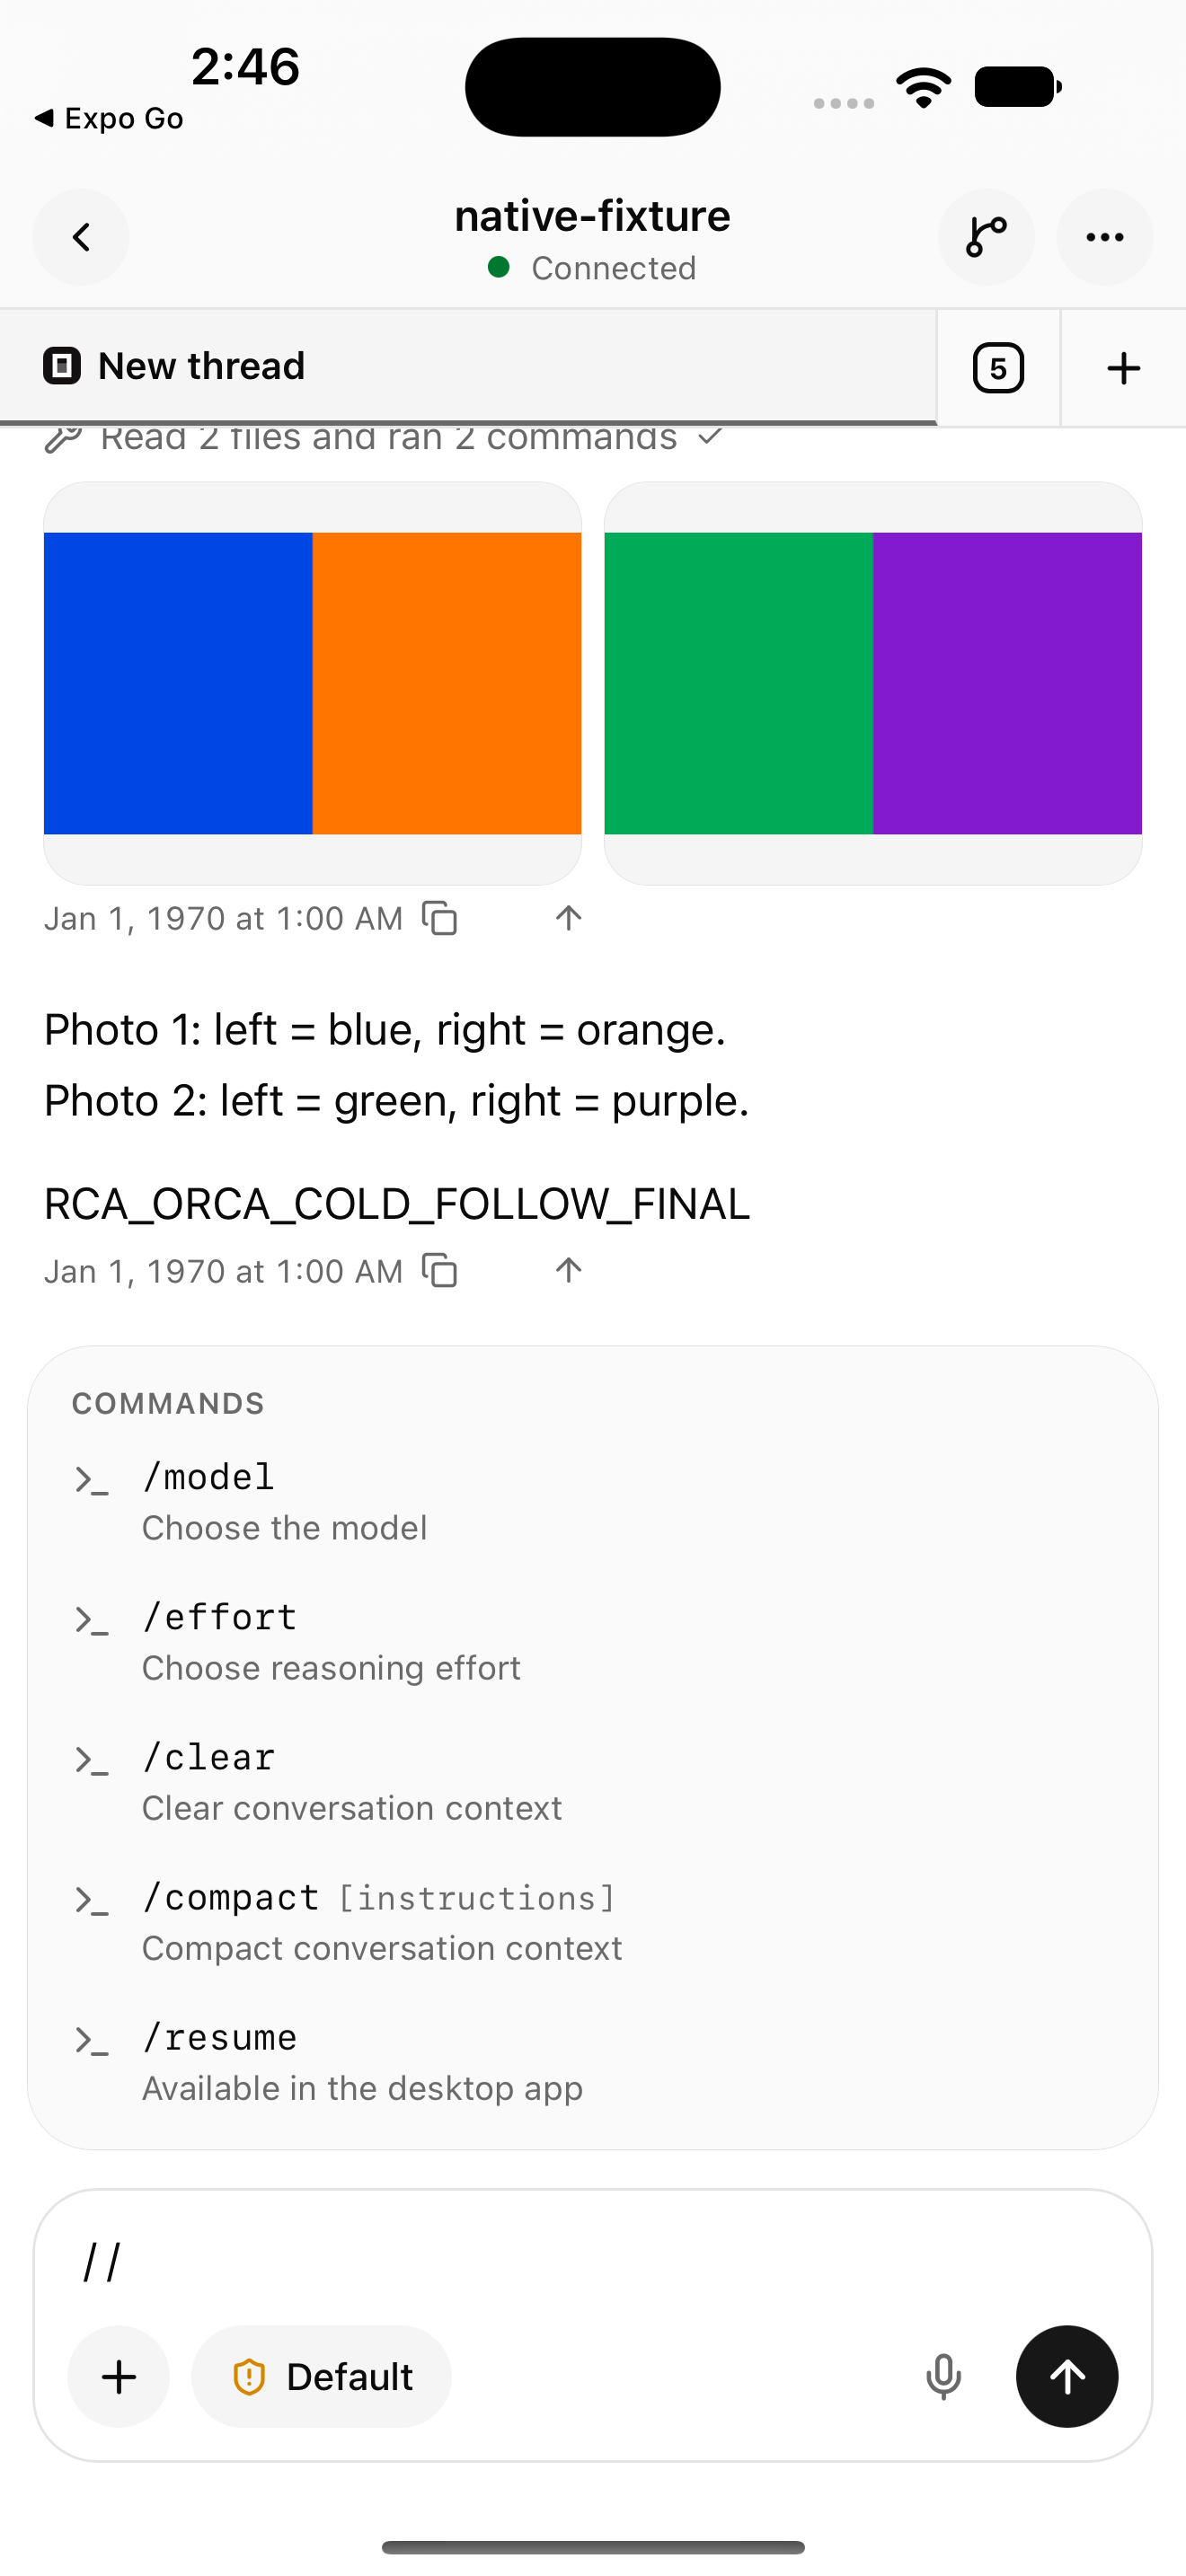 2:46
Expo Go
native-fixture
Connected
New thread
5
Read 2 files and ran 2 commands
Jan 1, 1970 at 1:00 AM
Photo 1: left = blue, right = orange.
Photo 2: left = green, right = purple.
RCA_ORCA_COLD_FOLLOW_FINAL
Jan 1, 1970 at 1:00 AM
COMMANDS
/model
Choose the model
/effort
Choose reasoning effort
/clear
Clear conversation context
/compact [instructions]
Compact conversation context
/resume
Available in the desktop app
//
Default